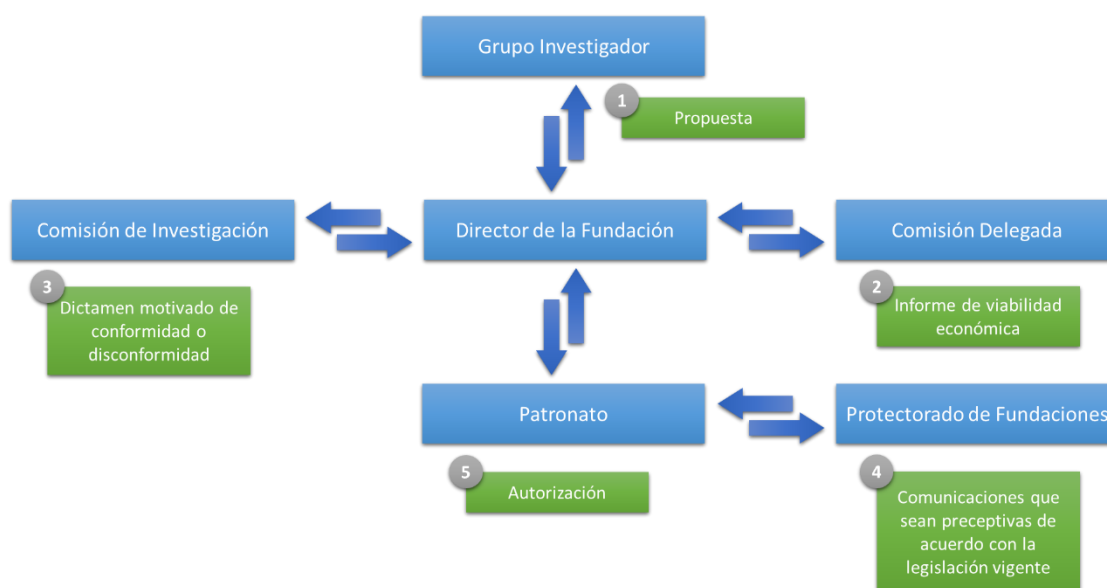 Grupo Investigador
1
Propuesta
Comisión de Investigación
Director de la Fundación
Comisión Delegada
3
Dictamen motivado de
conformidad o
disconformidad
2
Informe de viabilidad
económica
Patronato
Protectorado de Fundaciones
5
Autorización
4
Comunicaciones que
sean preceptivas de
acuerdo con la
legislación vigente